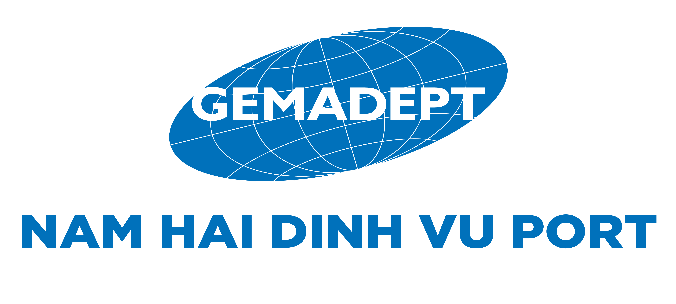 GEMADEPT
NAM HAI DINH VU PORT